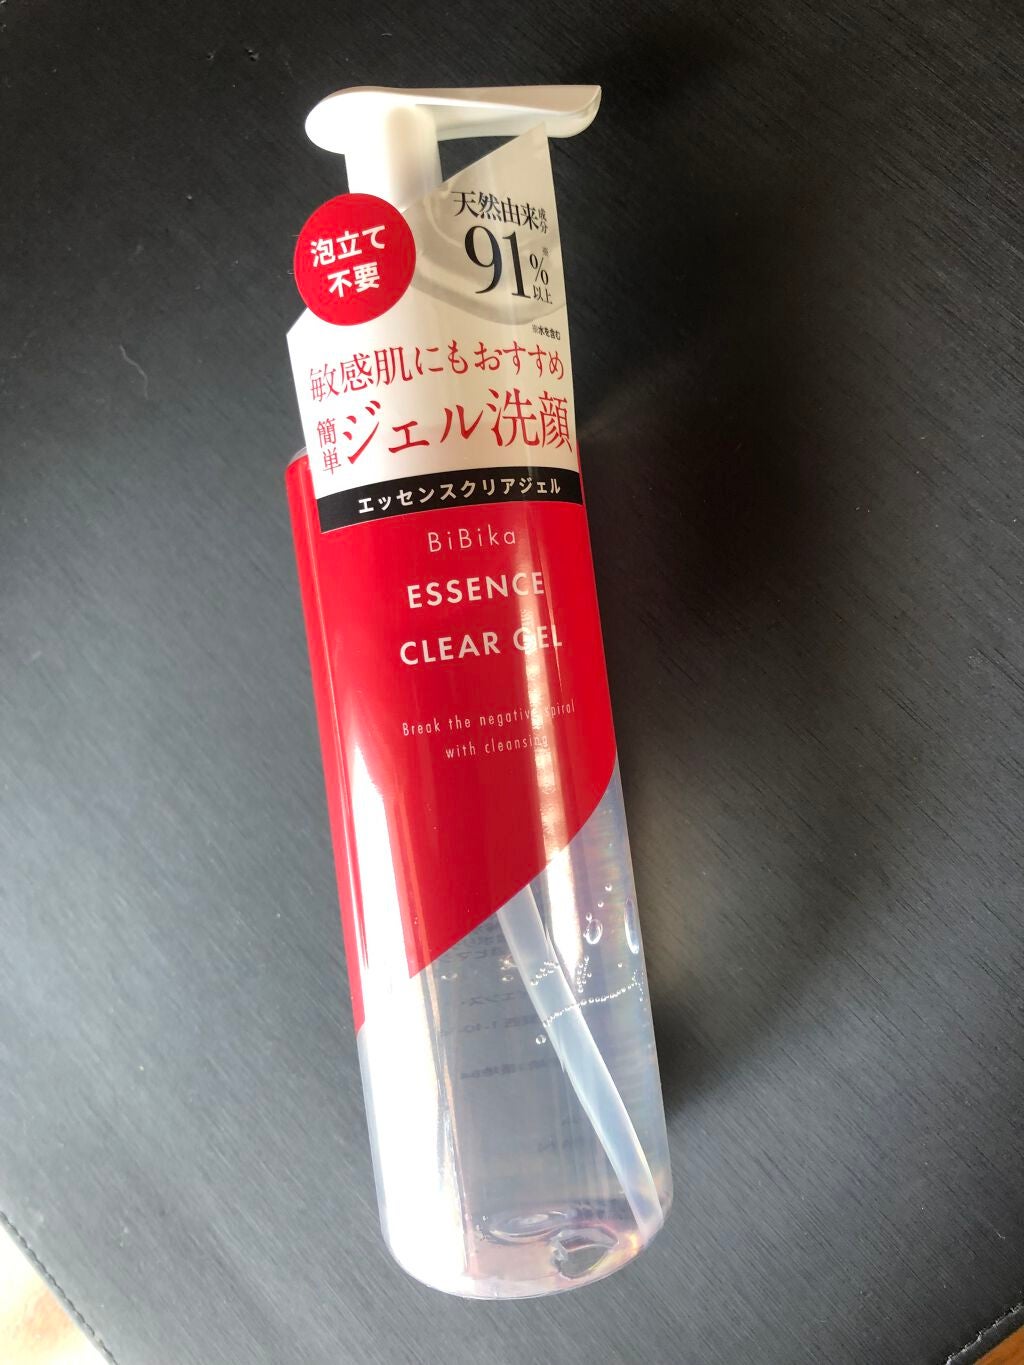 泡立て
不要
天然由来成分
91%以上
※
※水を含む
敏感肌にもおすすめ
簡単ジェル洗顔
エッセンスクリアジェル
BiBika
ESSENCE
CLEAR GEL
Break the negative spiral
with cleansing